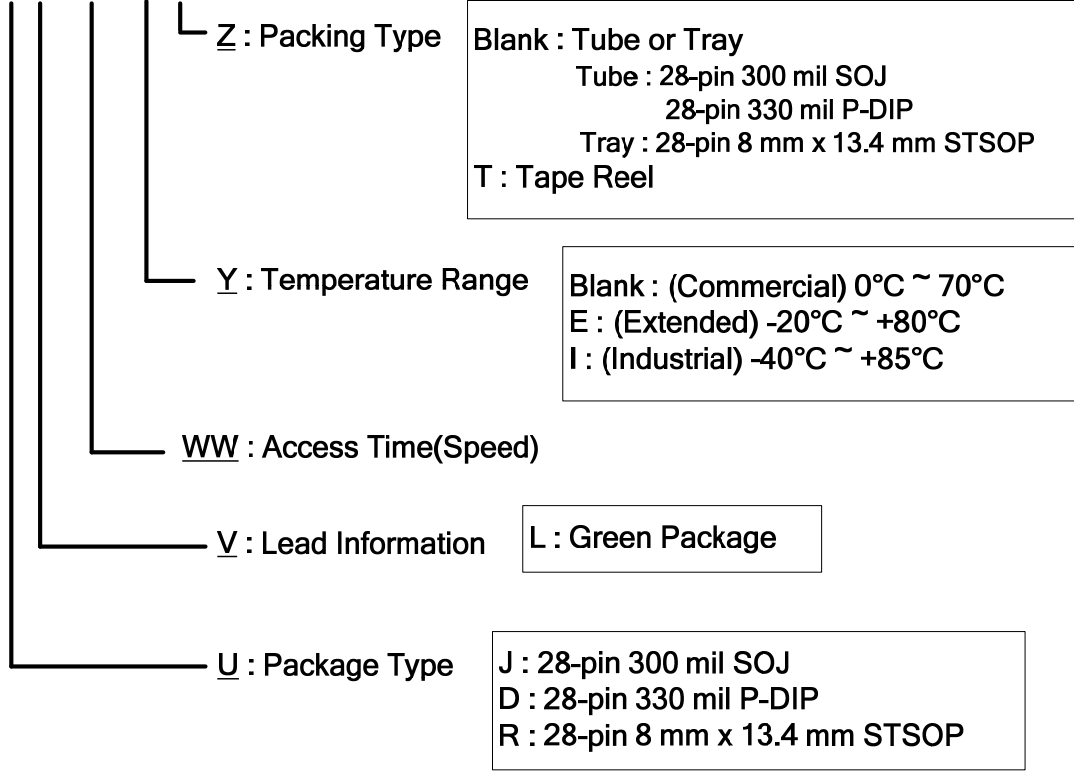 Z : Packing Type
Blank : Tube or Tray
Tube : 28-pin 300 mil SOJ
28-pin 330 mil P-DIP
Tray : 28-pin 8 mm x 13.4 mm STSOP
T : Tape Reel
Y : Temperature Range
Blank : (Commercial) 0°C ~ 70°C
E : (Extended) -20°C ~ +80°C
I : (Industrial) -40°C ~ +85°C
WW : Access Time(Speed)
V : Lead Information
L : Green Package
U : Package Type
J : 28-pin 300 mil SOJ
D : 28-pin 330 mil P-DIP
R : 28-pin 8 mm x 13.4 mm STSOP